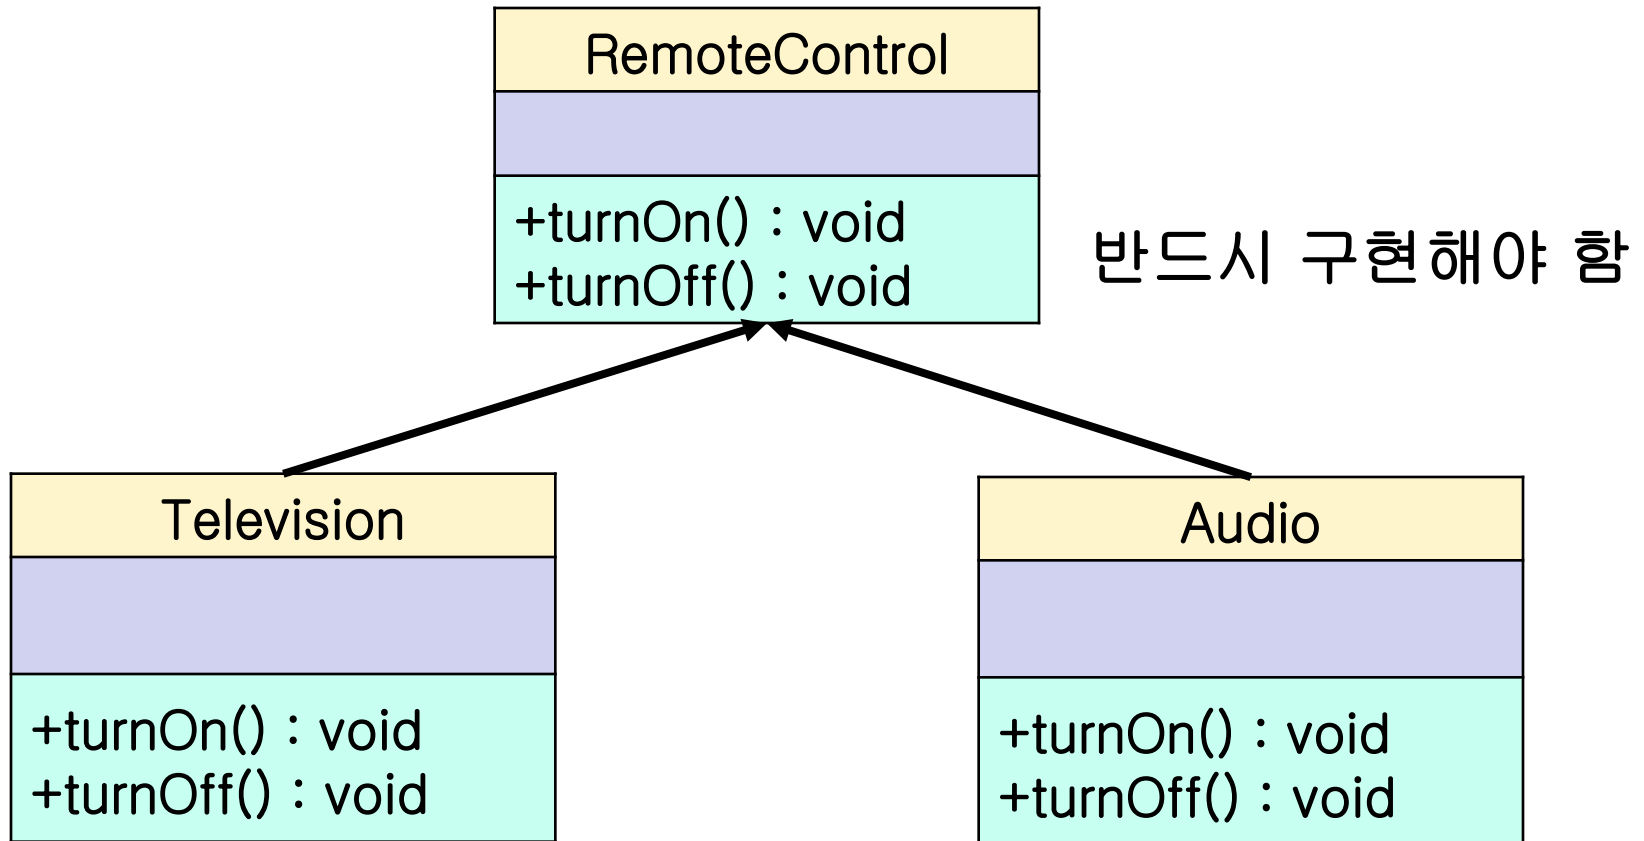 RemoteControl
+turnOn() : void
+turnOff() : void
반드시 구현해야 함
Television
+turnOn() : void
+turnOff() : void
Audio
+turnOn() : void
+turnOff() : void